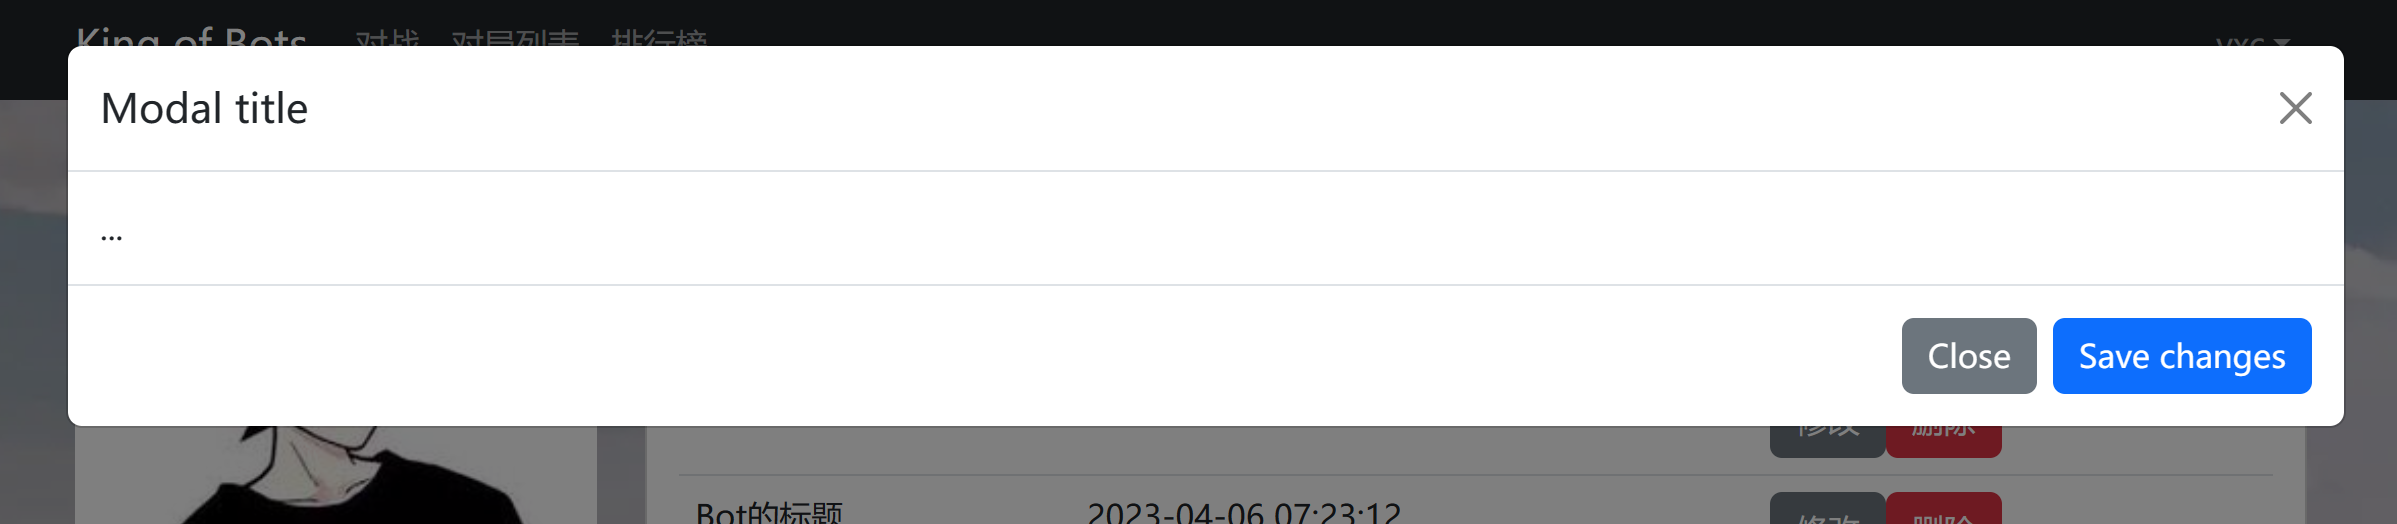 King of Bots 对战 对局列表 排行榜 yxc
Modal title
...
Close Save changes
修改 删除
Bot的标题 2023-04-06 07:23:12 修改 删除